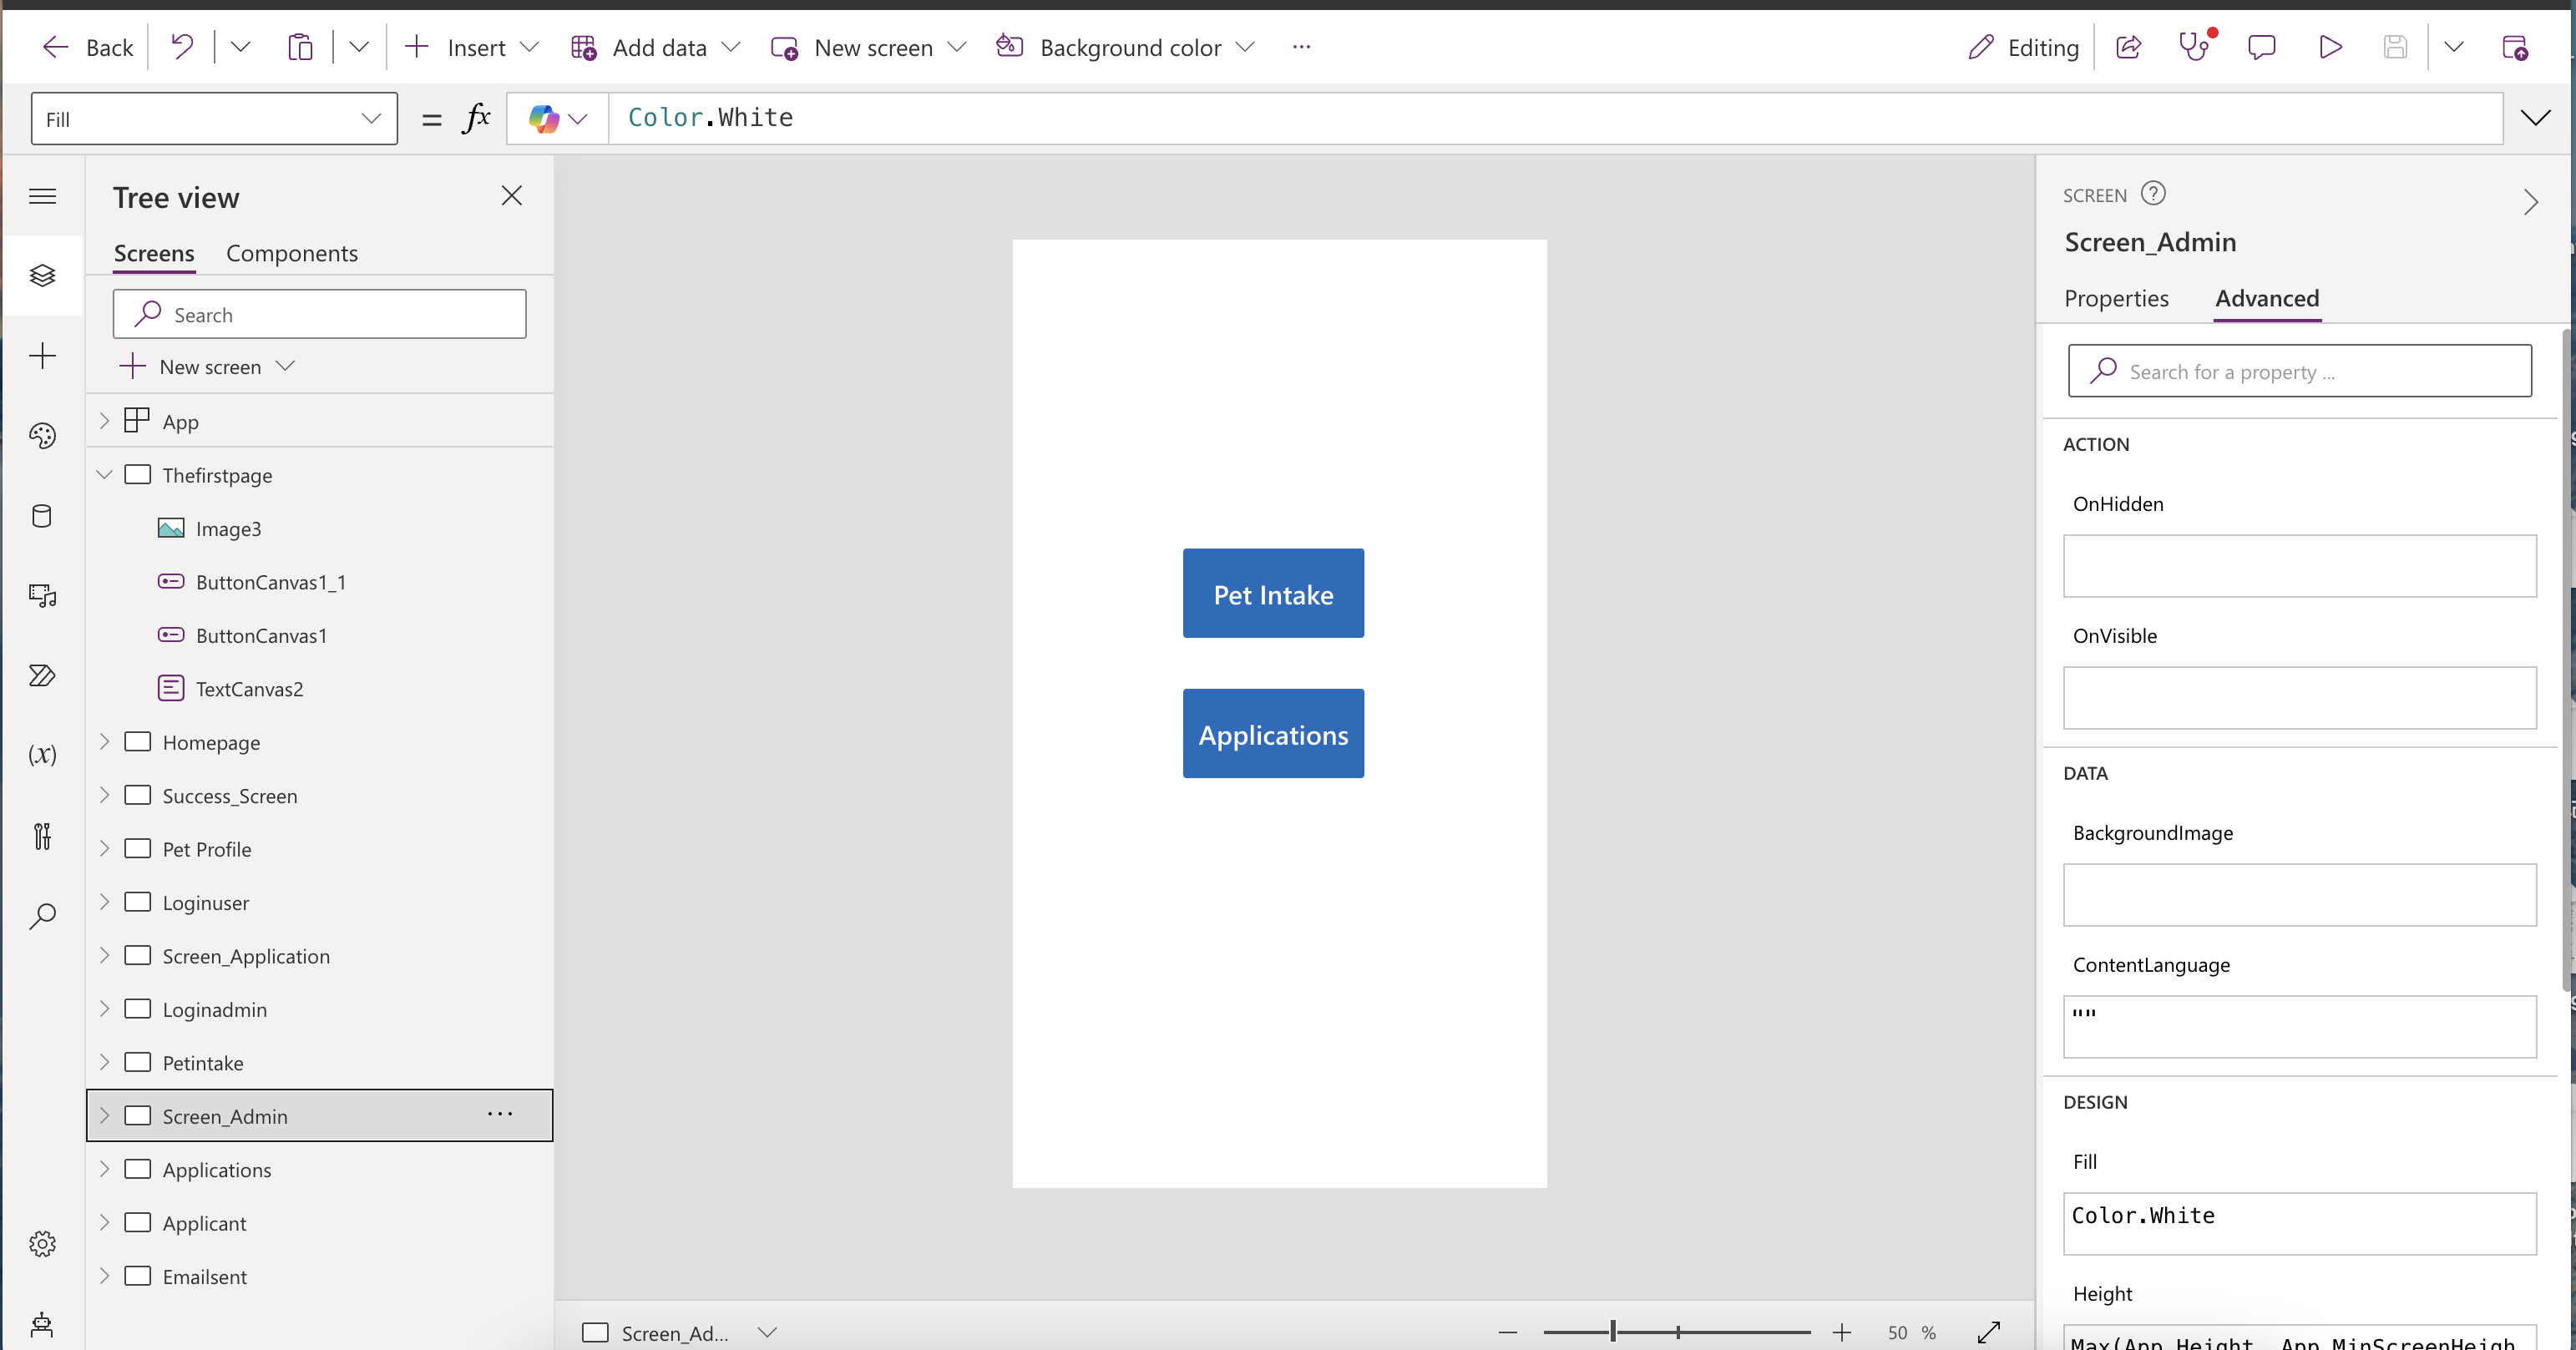 Back
Insert
Add data
New screen
Background color
...
Editing
Fill
= fx
Color.White
Tree view
Screens
Components
Search
New screen
App
Thefirstpage
Image3
ButtonCanvas1_1
ButtonCanvas1
TextCanvas2
Homepage
Success_Screen
Pet Profile
Loginuser
Screen_Application
Loginadmin
Petintake
Screen_Admin ...
Applications
Applicant
Emailsent
(x)
Pet Intake
Applications
Screen_Ad...
50 %
SCREEN ?
Screen_Admin
Properties
Advanced
Search for a property ...
ACTION
OnHidden
OnVisible
DATA
BackgroundImage
ContentLanguage
""
DESIGN
Fill
Color.White
Height
Max(App.Height, App.MinScreenHeigh